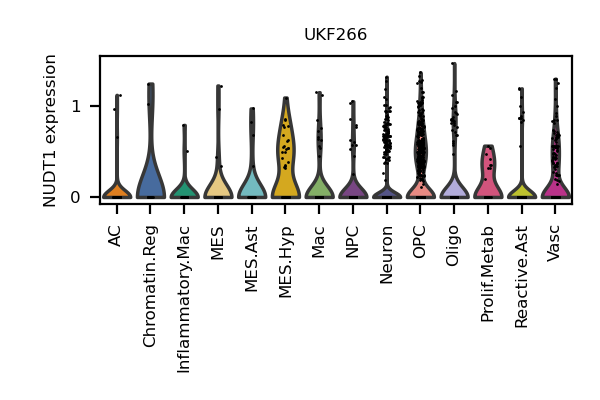 UKF266
NUDT1 expression
1
0
AC
Chromatin.Reg
Inflammatory.Mac
MES
MES.Ast
MES.Hyp
Mac
NPC
Neuron
OPC
Oligo
Prolif.Metab
Reactive.Ast
Vasc